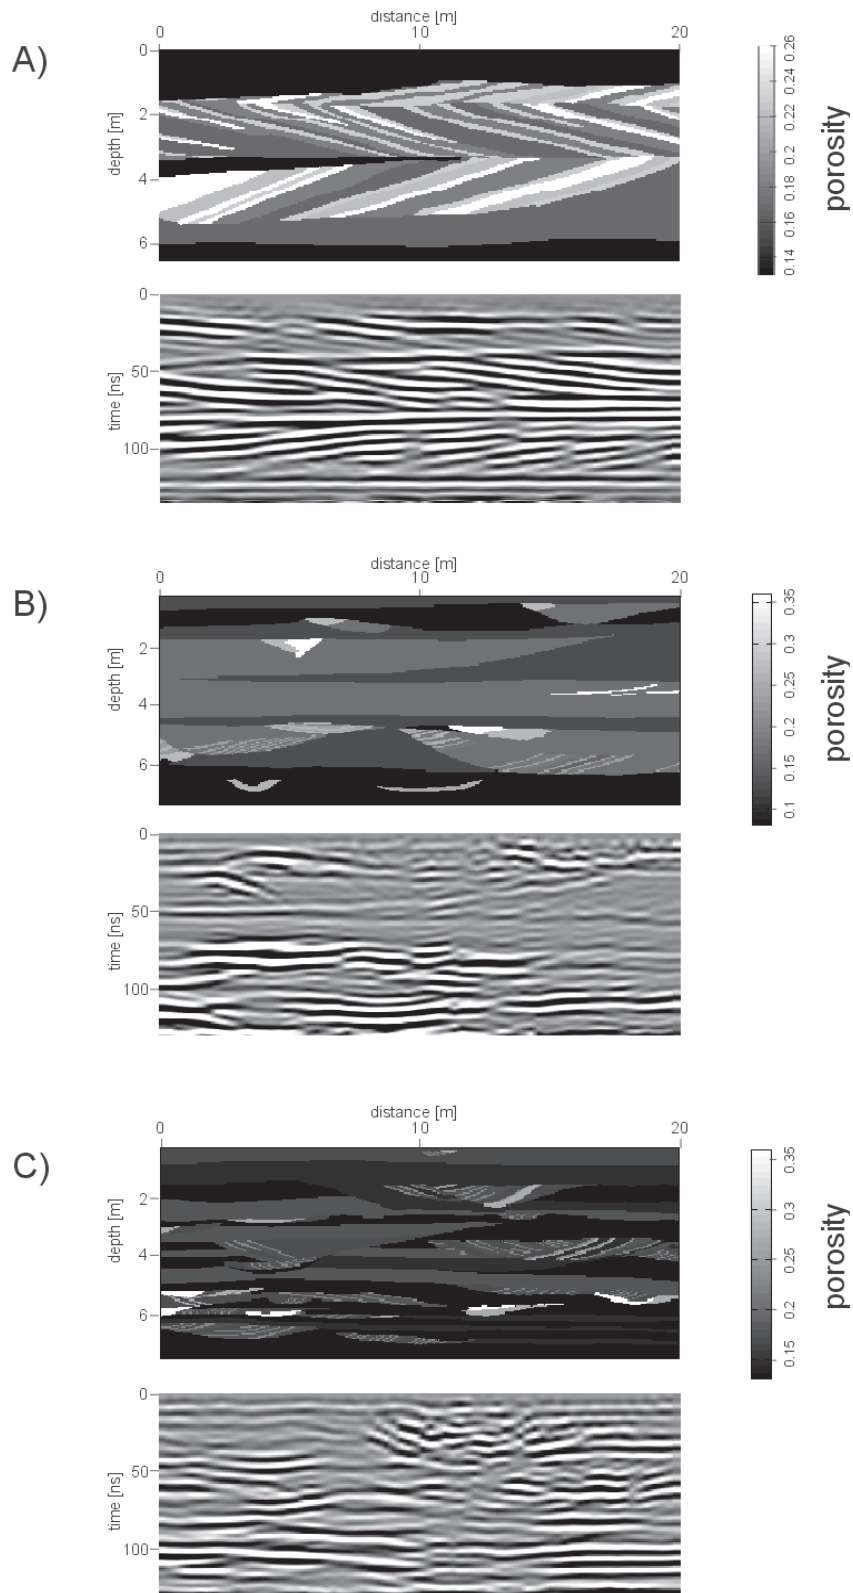 distance [m]
A)
0 10 20
0
2
4
6
depth [m]
0.26
0.24
0.22
0.2
0.18
0.16
0.14
porosity
0
50
100
time [ns]
distance [m]
B)
0 10 20
2
4
6
depth [m]
0.35
0.3
0.25
0.2
0.15
0.1
porosity
0
50
100
time [ns]
distance [m]
C)
0 10 20
2
4
6
depth [m]
0.35
0.3
0.25
0.2
0.15
porosity
0
50
100
time [ns]